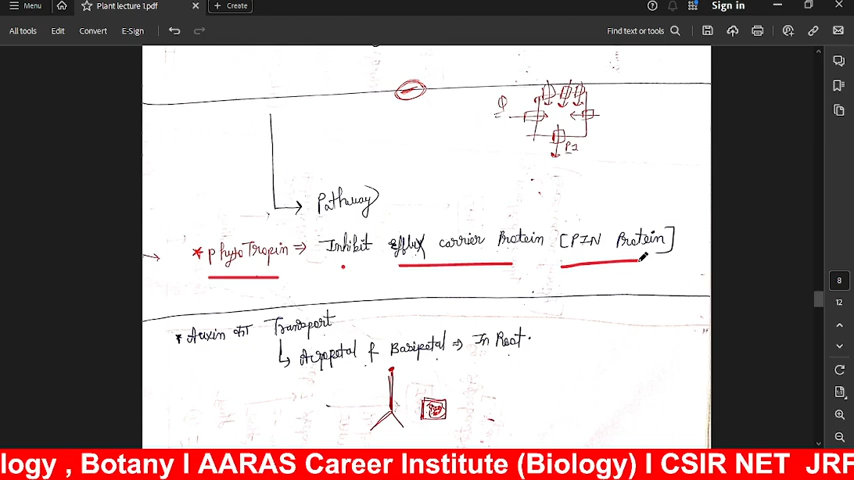 Menu Plant lecture 1.pdf × + Create Sign in
All tools Edit Convert E-Sign Find text or tools
P1
Pathway
* phytoTropin ⇒ Inhibit efflux carrier Protein [PIN Protein]
* Auxin का Transport
↳ Acropetal & Basipetal ⇒ In Root.
8
12
ology , Botany I AARAS Career Institute (Biology) I CSIR NET JRF